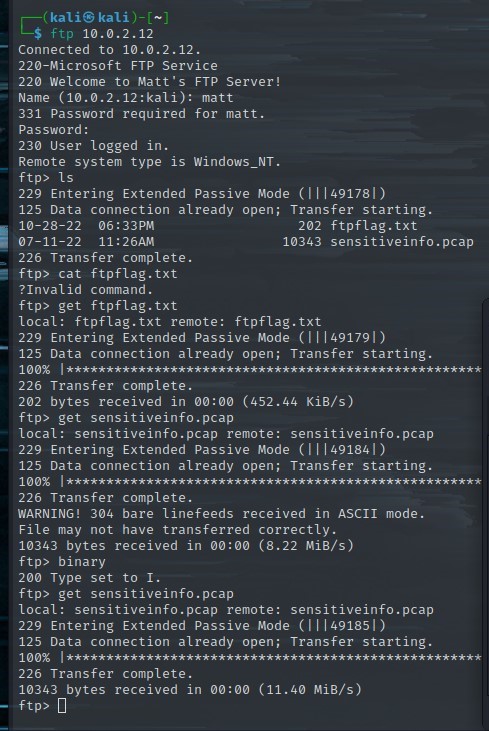 ┌──(kali㉿kali)-[~]
└─$ ftp 10.0.2.12
Connected to 10.0.2.12.
220-Microsoft FTP Service
220 Welcome to Matt's FTP Server!
Name (10.0.2.12:kali): matt
331 Password required for matt.
Password:
230 User logged in.
Remote system type is Windows_NT.
ftp> ls
229 Entering Extended Passive Mode (|||49178|)
125 Data connection already open; Transfer starting.
10-28-22  06:33PM                  202 ftpflag.txt
07-11-22  11:26AM                10343 sensitiveinfo.pcap
226 Transfer complete.
ftp> cat ftpflag.txt
?Invalid command.
ftp> get ftpflag.txt
local: ftpflag.txt remote: ftpflag.txt
229 Entering Extended Passive Mode (|||49179|)
125 Data connection already open; Transfer starting.
100% |****************************************************
226 Transfer complete.
202 bytes received in 00:00 (452.44 KiB/s)
ftp> get sensitiveinfo.pcap
local: sensitiveinfo.pcap remote: sensitiveinfo.pcap
229 Entering Extended Passive Mode (|||49184|)
125 Data connection already open; Transfer starting.
100% |****************************************************
226 Transfer complete.
WARNING! 304 bare linefeeds received in ASCII mode.
File may not have transferred correctly.
10343 bytes received in 00:00 (8.22 MiB/s)
ftp> binary
200 Type set to I.
ftp> get sensitiveinfo.pcap
local: sensitiveinfo.pcap remote: sensitiveinfo.pcap
229 Entering Extended Passive Mode (|||49185|)
125 Data connection already open; Transfer starting.
100% |****************************************************
226 Transfer complete.
10343 bytes received in 00:00 (11.40 MiB/s)
ftp>